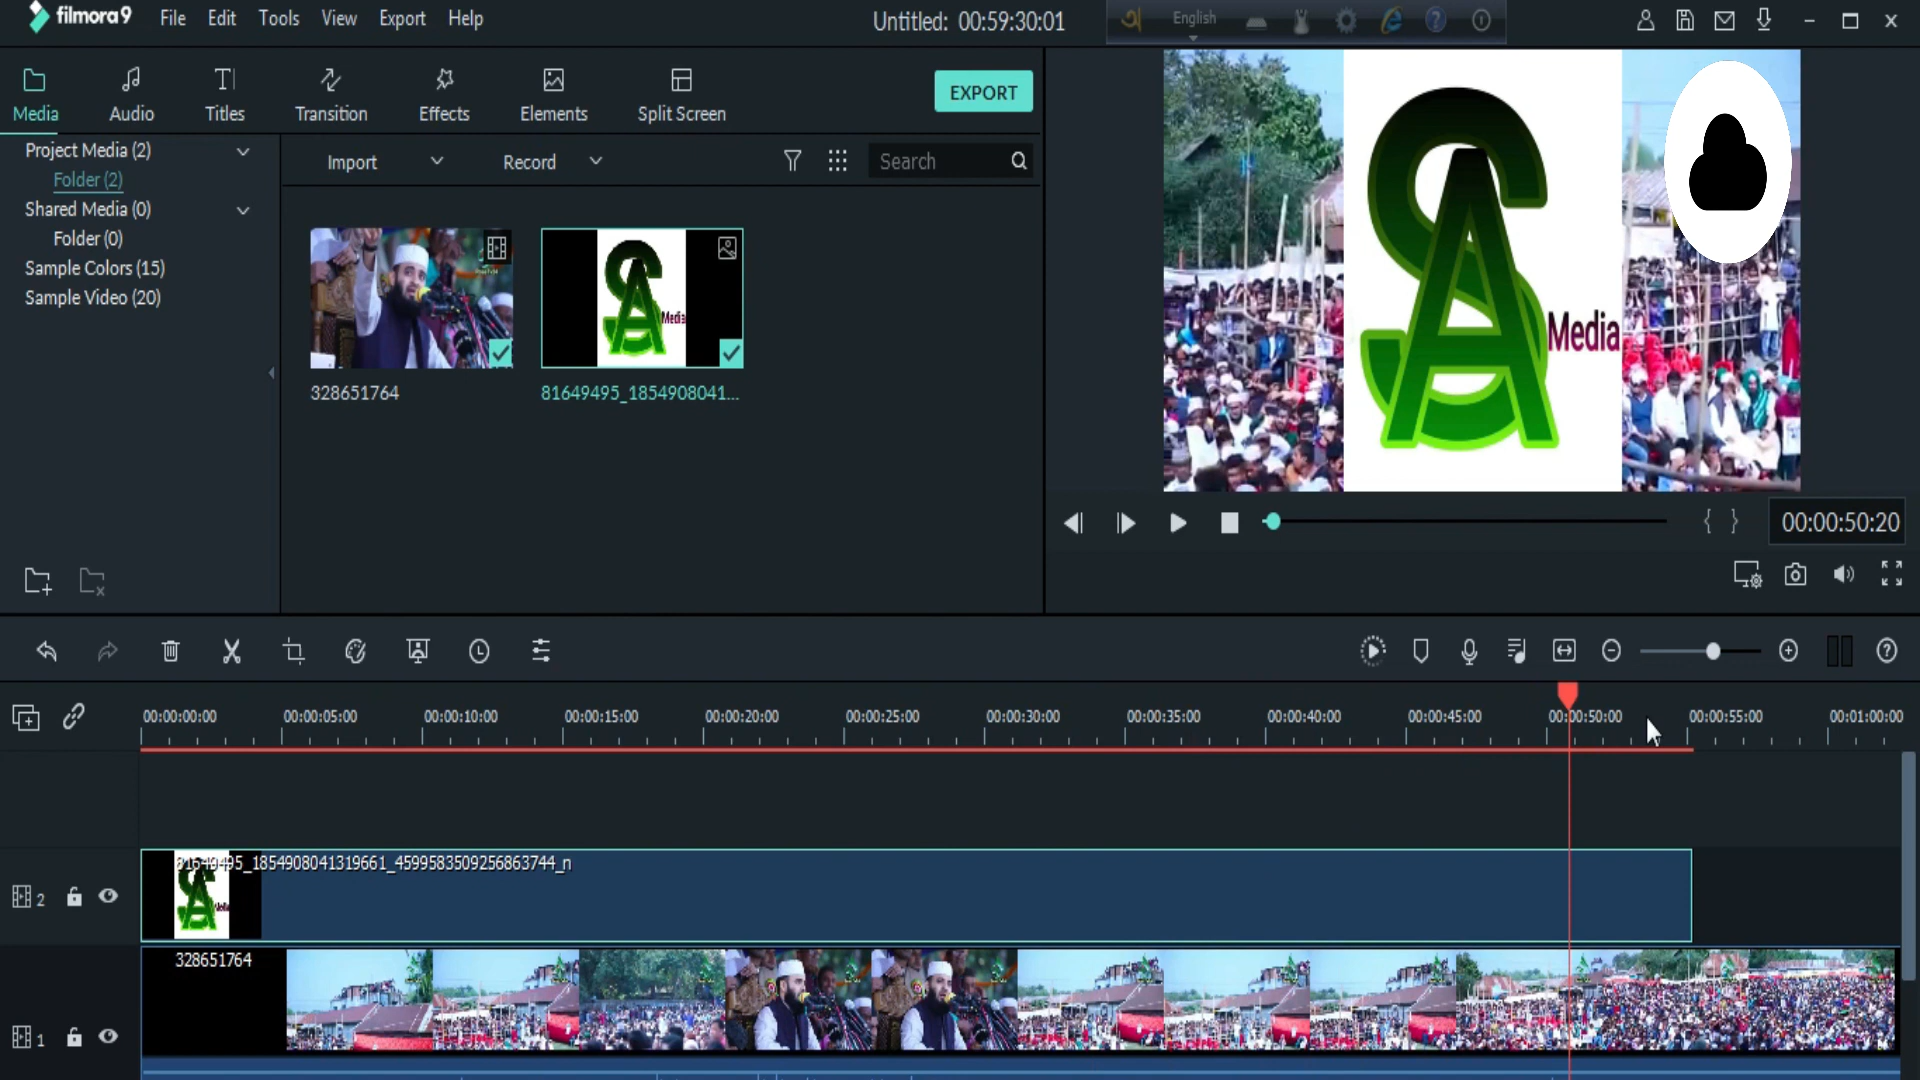 filmora9 File Edit Tools View Export Help
Untitled: 00:59:30:01
English
Media Audio Titles Transition Effects Elements Split Screen
EXPORT
Project Media (2)
Folder (2)
Shared Media (0)
Folder (0)
Sample Colors (15)
Sample Video (20)
Import Record Search
Media
328651764
81649495_1854908041...
SA Media
00:00:50:20
00:00:00:00 00:00:05:00 00:00:10:00 00:00:15:00 00:00:20:00 00:00:25:00 00:00:30:00 00:00:35:00 00:00:40:00 00:00:45:00 00:00:50:00 00:00:55:00 00:01:00:00
81649495_1854908041319661_4599583509256863744_n
2
328651764
1